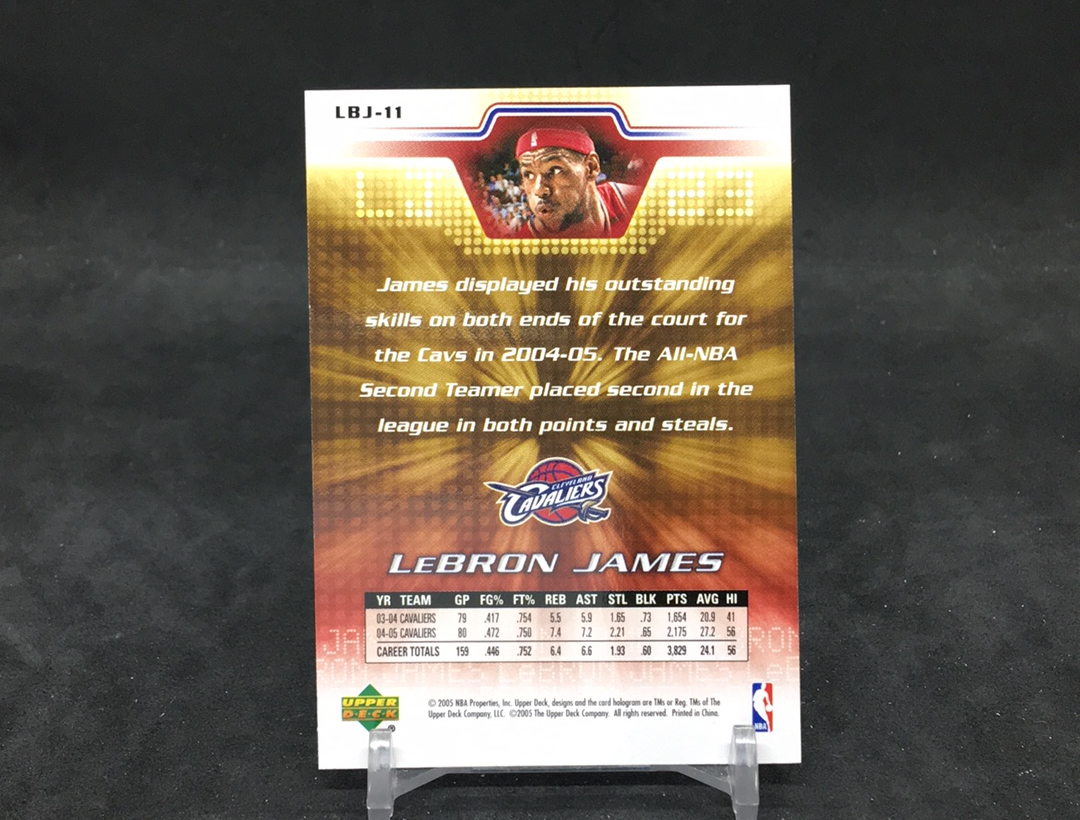 LBJ-11
LJ 23
James displayed his outstanding
skills on both ends of the court for
the Cavs in 2004-05. The All-NBA
Second Teamer placed second in the
league in both points and steals.
CLEVELAND
CAVALIERS
LEBRON JAMES
YR TEAM GP FG% FT% REB AST STL BLK PTS AVG HI
03-04 CAVALIERS 79 .417 .754 5.5 5.9 1.65 .73 1,654 20.9 41
04-05 CAVALIERS 80 .472 .750 7.4 7.2 2.21 .65 2,175 27.2 56
CAREER TOTALS 159 .446 .752 6.4 6.6 1.93 .60 3,829 24.1 56
UPPER
DECK
®
© 2005 NBA Properties, Inc. Upper Deck, designs and the card hologram are TMs or Reg. TMs of The
Upper Deck Company, LLC. ©2005 The Upper Deck Company. All rights reserved. Printed in China.
NBA